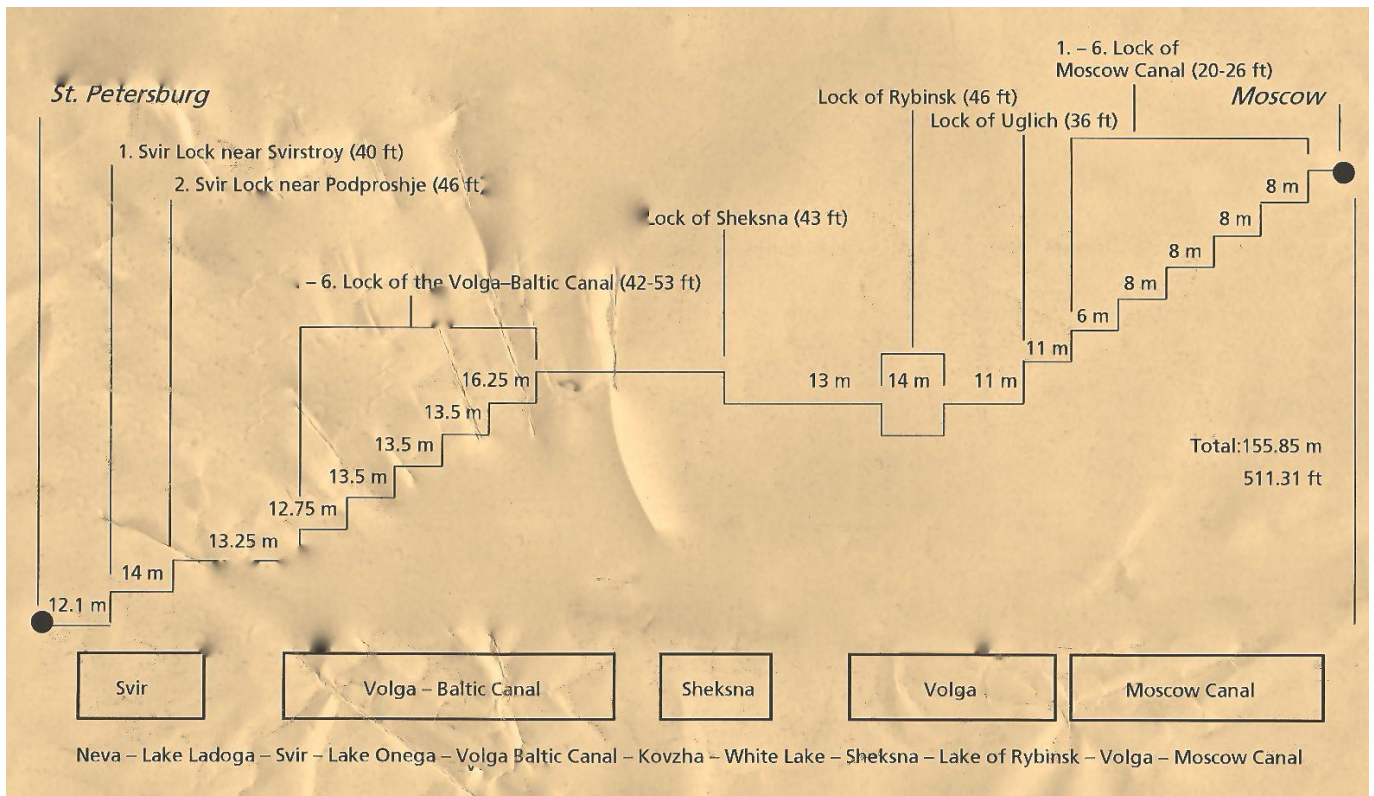 1. – 6. Lock of
Moscow Canal (20-26 ft)
St. Petersburg
Lock of Rybinsk (46 ft)
Moscow
Lock of Uglich (36 ft)
1. Svir Lock near Svirstroy (40 ft)
2. Svir Lock near Podproshje (46 ft)
Lock of Sheksna (43 ft)
– 6. Lock of the Volga–Baltic Canal (42-53 ft)
8 m
8 m
8 m
8 m
6 m
11 m
16.25 m
13 m
14 m
11 m
13.5 m
13.5 m
13.5 m
12.75 m
13.25 m
14 m
12.1 m
Total:155.85 m
511.31 ft
Svir
Volga – Baltic Canal
Sheksna
Volga
Moscow Canal
Neva – Lake Ladoga – Svir – Lake Onega – Volga Baltic Canal – Kovzha – White Lake – Sheksna – Lake of Rybinsk – Volga – Moscow Canal